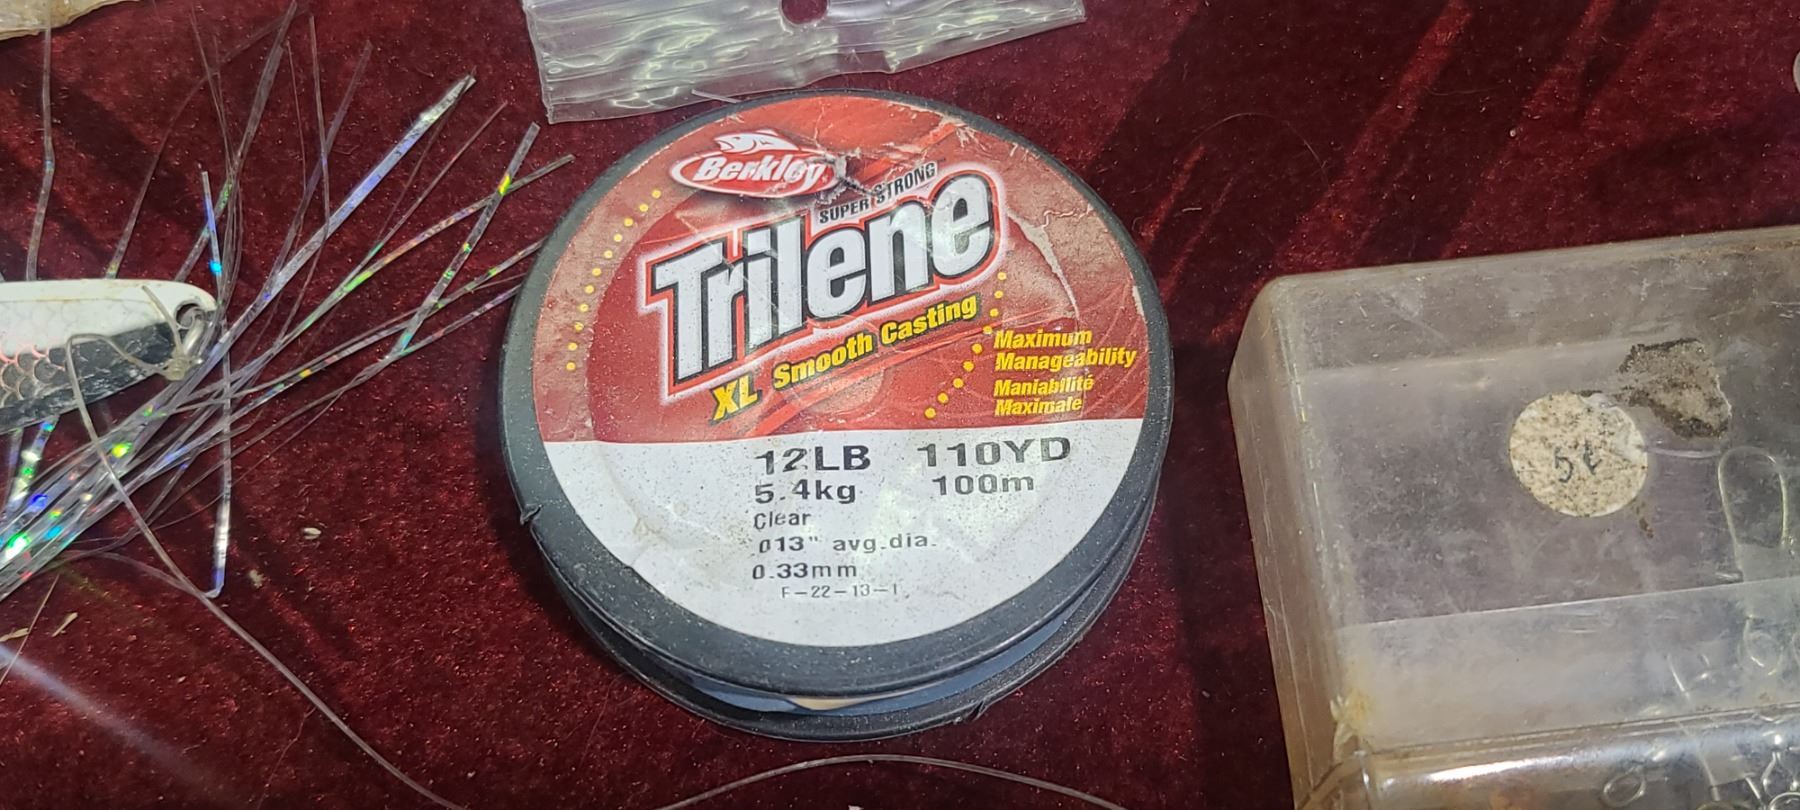 Berkley
SUPER STRONG
Trilene
XL Smooth Casting
Maximum
Manageability
Maniabilité
Maximale
12LB 110YD
5.4kg 100m
Clear
013" avg.dia.
0.33mm
F-22-13-1
5¢